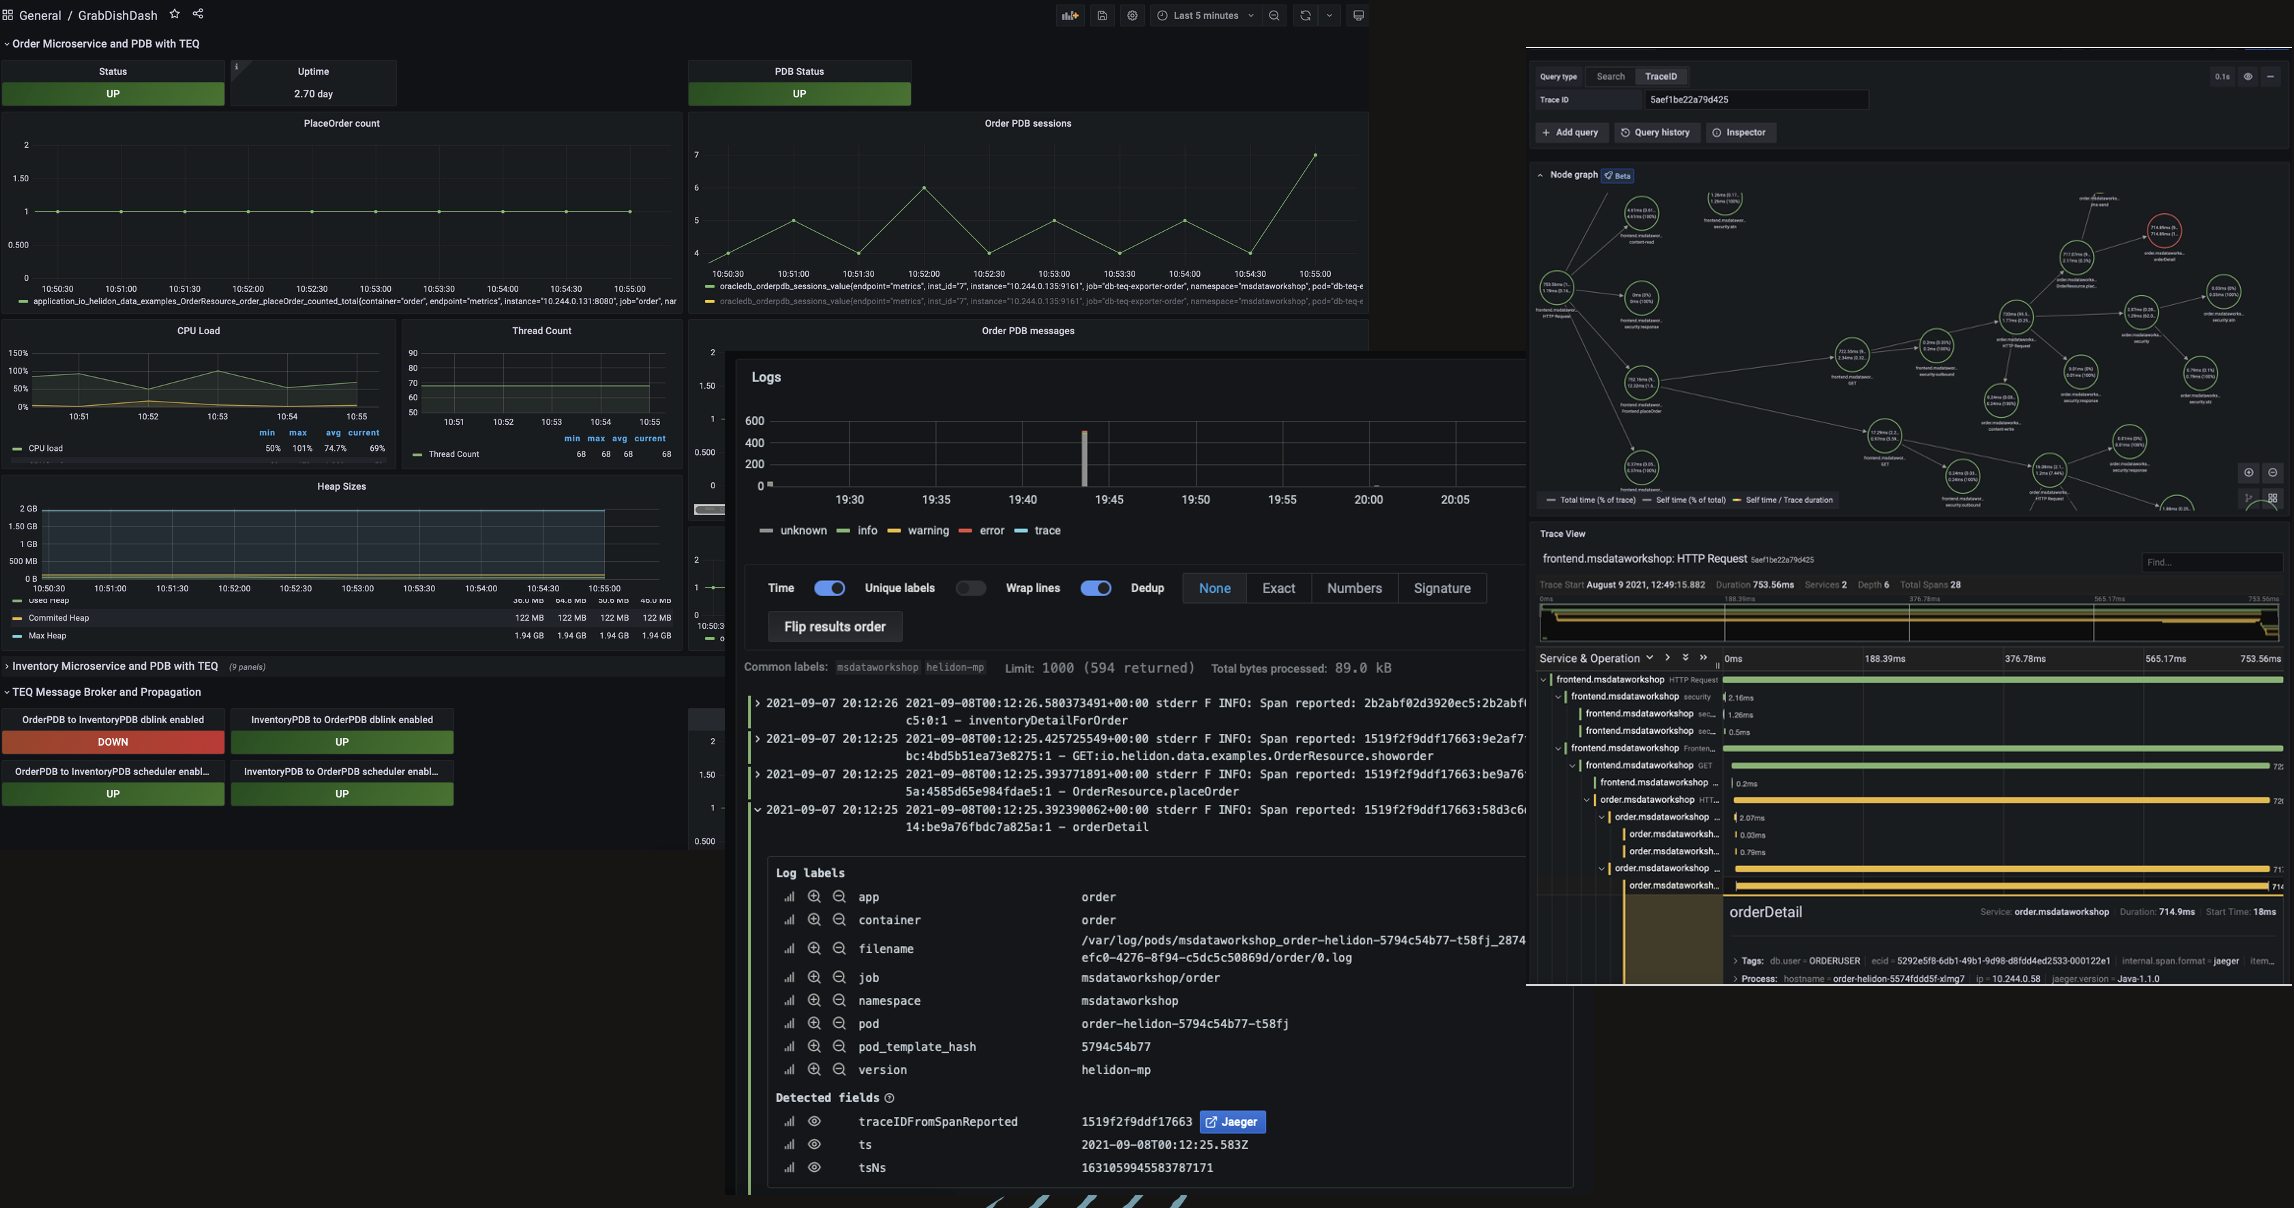 General / GrabDishDash
Last 5 minutes
Order Microservice and PDB with TEQ
Status
UP
Uptime
2.70 day
PDB Status
UP
PlaceOrder count
2
1.50
1
0.500
0
10:50:30 10:51:00 10:51:30 10:52:00 10:52:30 10:53:00 10:53:30 10:54:00 10:54:30 10:55:00
application_io_helidon_data_examples_OrderResource_order_placeOrder_counted_total{container="order", endpoint="metrics", instance="10.244.0.131:8080", job="order", nar
Order PDB sessions
7
6
5
4
10:50:30 10:51:00 10:51:30 10:52:00 10:52:30 10:53:00 10:53:30 10:54:00 10:54:30 10:55:00
oracledb_orderpdb_sessions_value{endpoint="metrics", inst_id="7", instance="10.244.0.135:9161", job="db-teq-exporter-order", namespace="msdataworkshop", pod="db-teq-e
oracledb_orderpdb_sessions_value{endpoint="metrics", inst_id="7", instance="10.244.0.135:9161", job="db-teq-exporter-order", namespace="msdataworkshop", pod="db-teq-e
CPU Load
150%
100%
50%
0%
10:51 10:52 10:53 10:54 10:55
min max avg current
CPU load 50% 101% 74.7% 69%
Thread Count
90
80
70
60
50
10:51 10:52 10:53 10:54 10:55
min max avg current
Thread Count 68 68 68 68
Order PDB messages
2
1.50
1
0.500
0
Heap Sizes
2 GB
1.50 GB
1 GB
500 MB
0 B
10:50:30 10:51:00 10:51:30 10:52:00 10:52:30 10:53:00 10:53:30 10:54:00 10:54:30 10:55:00
Used Heap 36.0 MB 64.8 MB 50.6 MB 46.0 MB
Commited Heap 122 MB 122 MB 122 MB 122 MB
Max Heap 1.94 GB 1.94 GB 1.94 GB 1.94 GB
2
1
0
10:50:3
Inventory Microservice and PDB with TEQ (9 panels)
TEQ Message Broker and Propagation
OrderPDB to InventoryPDB dblink enabled
DOWN
InventoryPDB to OrderPDB dblink enabled
UP
OrderPDB to InventoryPDB scheduler enabl...
UP
InventoryPDB to OrderPDB scheduler enabl...
UP
2
1.50
1
0.500
Logs
600
400
200
0
19:30 19:35 19:40 19:45 19:50 19:55 20:00 20:05
unknown info warning error trace
Time Unique labels Wrap lines Dedup None Exact Numbers Signature
Flip results order
Common labels: msdataworkshop helidon-mp Limit: 1000 (594 returned) Total bytes processed: 89.0 kB
2021-09-07 20:12:26 2021-09-08T00:12:26.580373491+00:00 stderr F INFO: Span reported: 2b2abf02d3920ec5:2b2abf
c5:0:1 - inventoryDetailForOrder
2021-09-07 20:12:25 2021-09-08T00:12:25.425725549+00:00 stderr F INFO: Span reported: 1519f2f9ddf17663:9e2af7
bc:4bd5b51ea73e8275:1 - GET:io.helidon.data.examples.OrderResource.showorder
2021-09-07 20:12:25 2021-09-08T00:12:25.393771891+00:00 stderr F INFO: Span reported: 1519f2f9ddf17663:be9a76
5a:4585d65e984fdae5:1 - OrderResource.placeOrder
2021-09-07 20:12:25 2021-09-08T00:12:25.392390062+00:00 stderr F INFO: Span reported: 1519f2f9ddf17663:58d3c6
14:be9a76fbdc7a825a:1 - orderDetail
Log labels
app order
container order
filename /var/log/pods/msdataworkshop_order-helidon-5794c54b77-t58fj_2874
efc0-4276-8f94-c5dc5c50869d/order/0.log
job msdataworkshop/order
namespace msdataworkshop
pod order-helidon-5794c54b77-t58fj
pod_template_hash 5794c54b77
version helidon-mp
Detected fields
traceIDFromSpanReported 1519f2f9ddf17663 Jaeger
ts 2021-09-08T00:12:25.583Z
tsNs 1631059945583787171
Query type Search TraceID 0.1s
Trace ID 5aef1be22a79d425
Add query Query history Inspector
Node graph Beta
Total time (% of trace) Self time (% of total) Self time / Trace duration
Trace View
frontend.msdataworkshop: HTTP Request 5aef1be22a79d425
Find...
Trace Start August 9 2021, 12:49:15.882 Duration 753.56ms Services 2 Depth 6 Total Spans 28
0ms 188.39ms 376.78ms 565.17ms 753.56ms
Service & Operation 0ms 188.39ms 376.78ms 565.17ms 753.56ms
frontend.msdataworkshop HTTP Request
frontend.msdataworkshop security 2.16ms
frontend.msdataworkshop sec... 1.26ms
frontend.msdataworkshop sec... 0.5ms
frontend.msdataworkshop Fronten...
frontend.msdataworkshop GET 722
frontend.msdataworkshop 0.2ms
order.msdataworkshop HTT... 720
order.msdataworkshop ... 2.07ms
order.msdataworksh... 0.03ms
order.msdataworksh... 0.79ms
order.msdataworkshop ... 717
order.msdataworksh... 714
orderDetail Service: order.msdataworkshop Duration: 714.9ms Start Time: 18ms
Tags: db.user = ORDERUSER ecid = 5292e5f8-6db1-49b1-9d98-d8fdd4ed2533-000122e1 internal.span.format = jaeger item...
Process: hostname = order-helidon-5574fddd5f-xlmg7 ip = 10.244.0.58 jaeger.version = Java-1.1.0